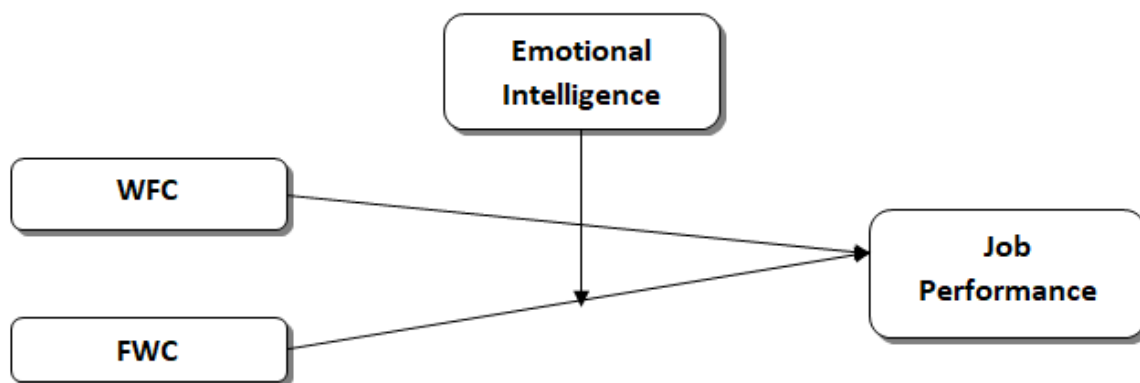 Emotional
Intelligence
WFC
Job
Performance
FWC